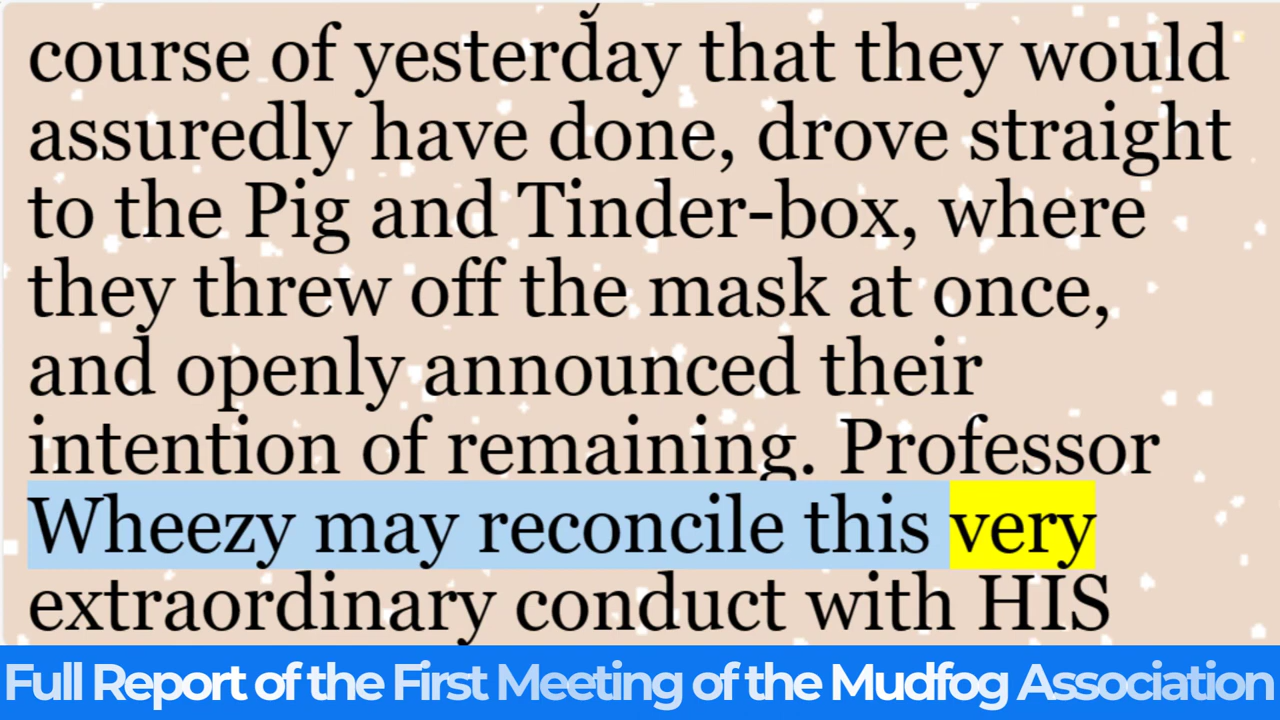 course of yesterday that they would
assuredly have done, drove straight
to the Pig and Tinder-box, where
they threw off the mask at once,
and openly announced their
intention of remaining. Professor
Wheezy may reconcile this very
extraordinary conduct with HIS
Full Report of the First Meeting of the Mudfog Association